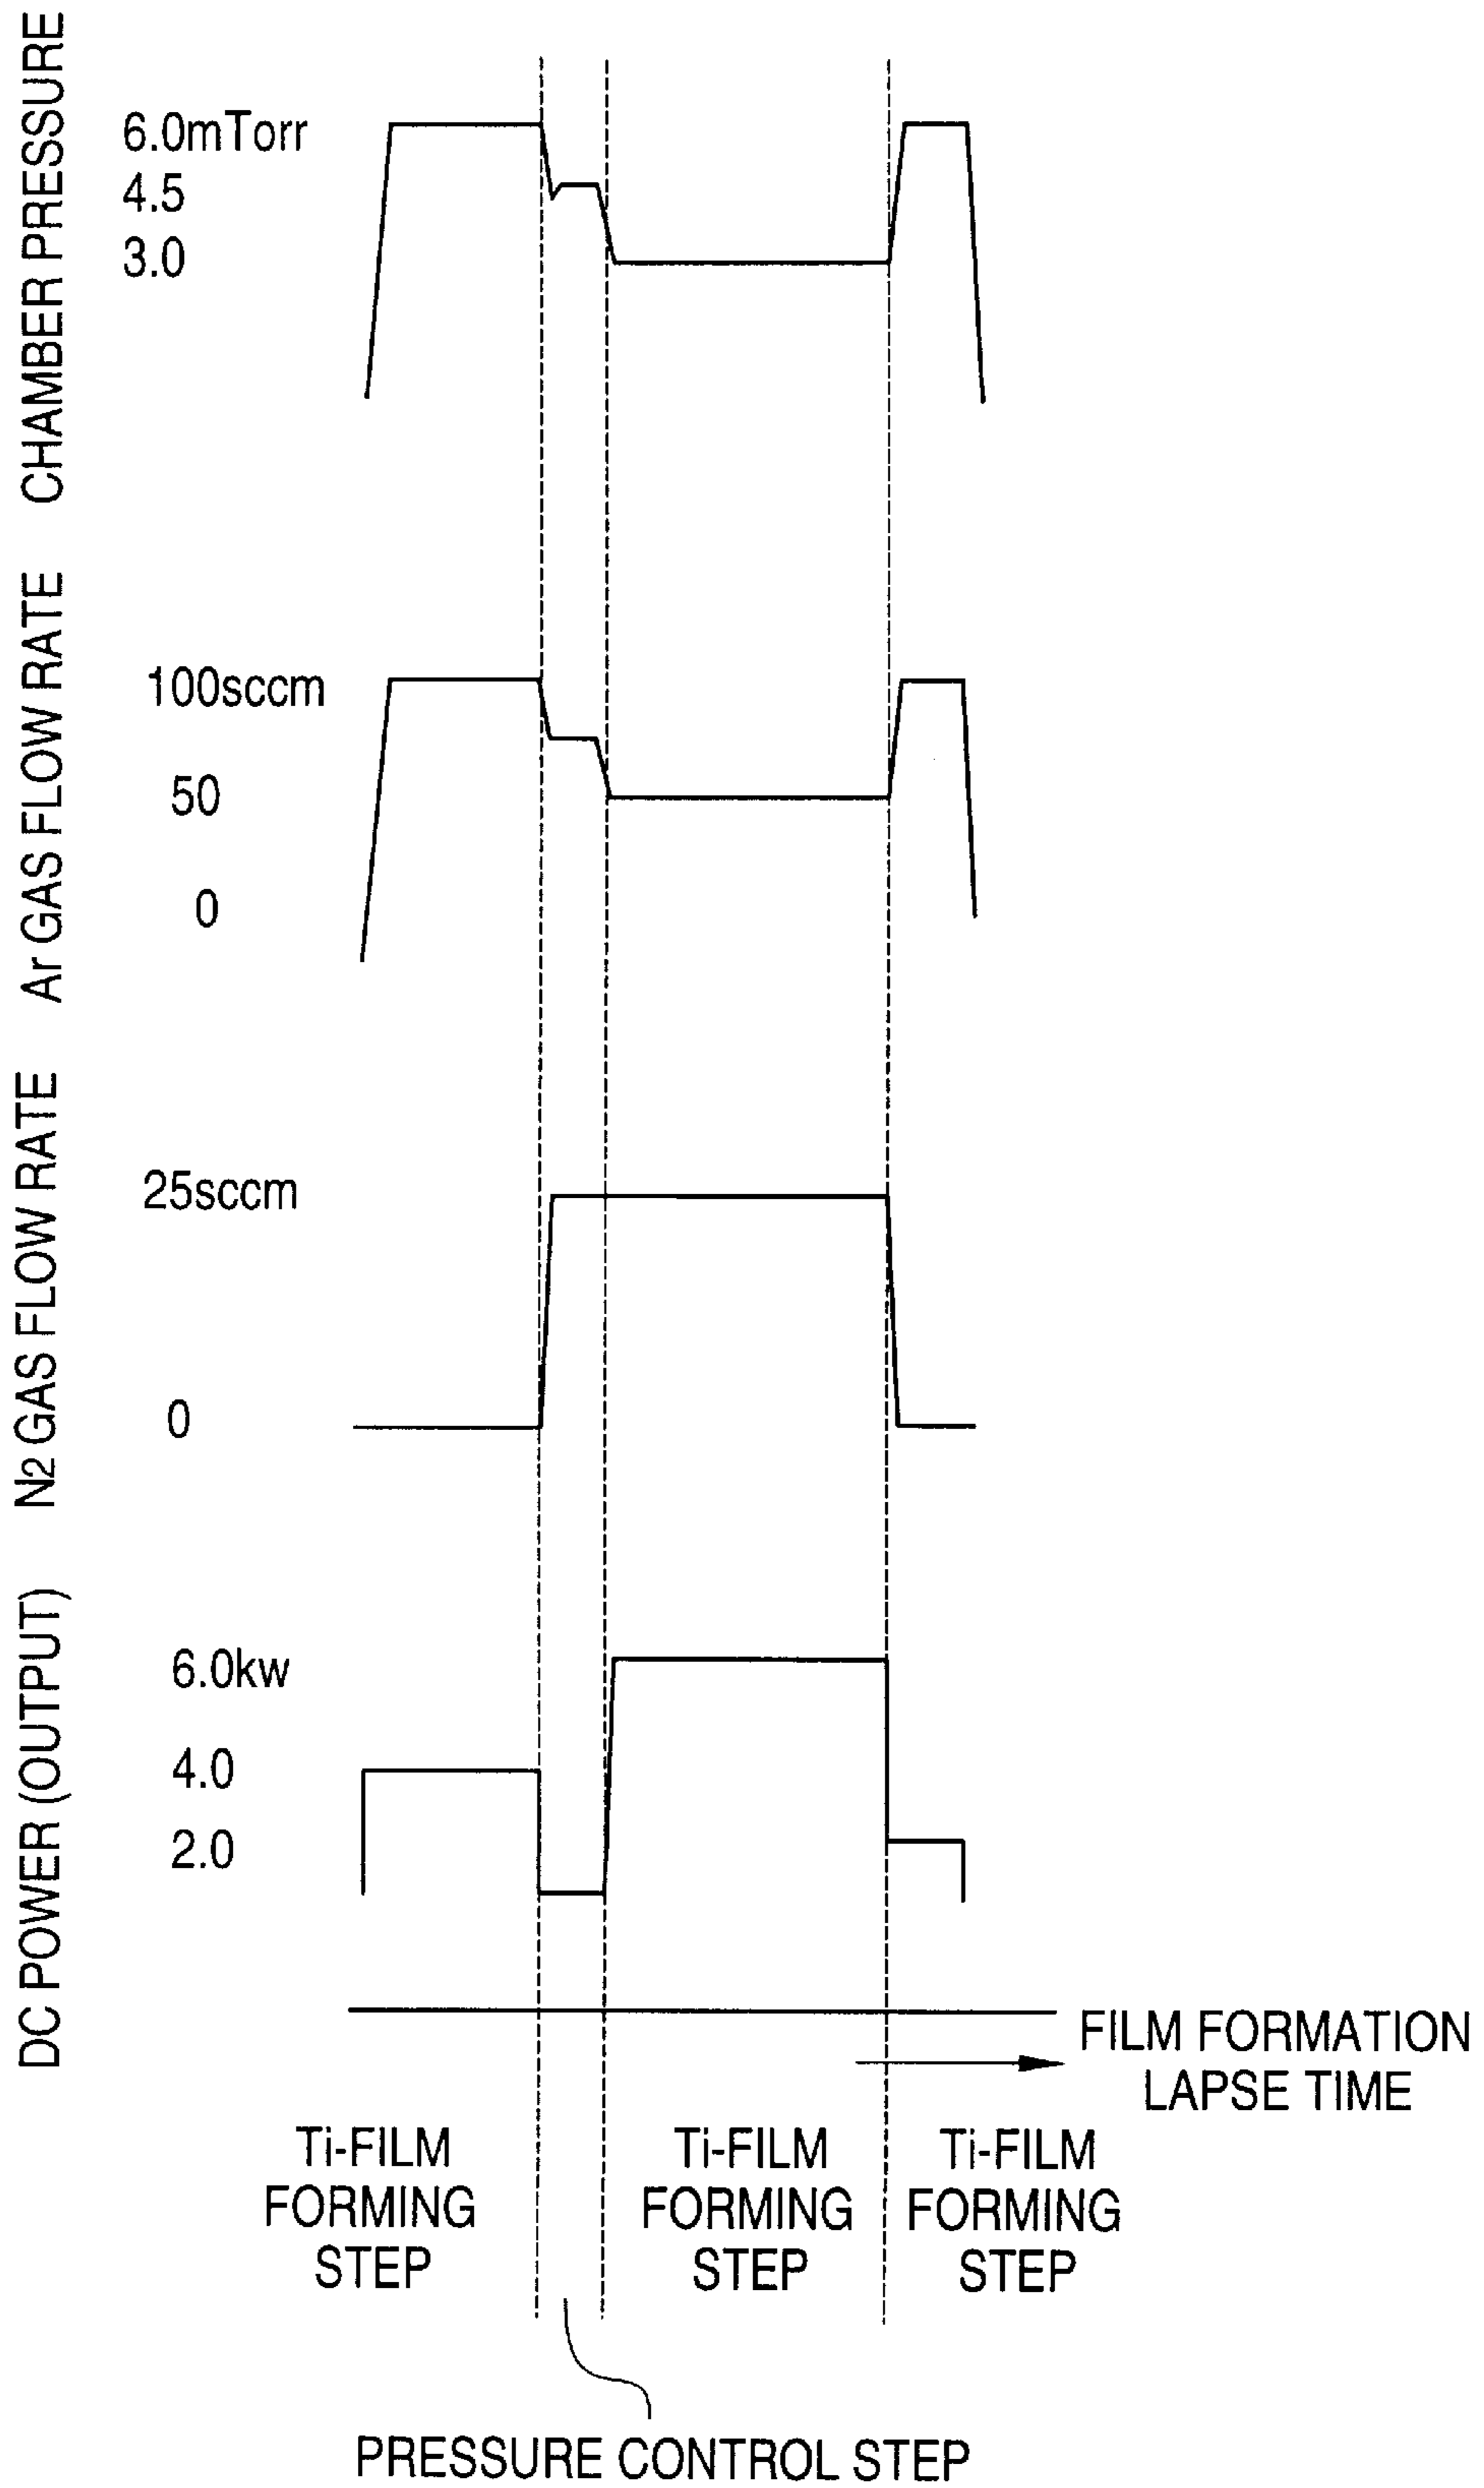 CHAMBER PRESSURE
6.0mTorr
4.5
3.0
Ar GAS FLOW RATE
100sccm
50
0
N2 GAS FLOW RATE
25sccm
0
DC POWER (OUTPUT)
6.0kw
4.0
2.0
FILM FORMATION
LAPSE TIME
Ti-FILM
FORMING
STEP
Ti-FILM
FORMING
STEP
Ti-FILM
FORMING
STEP
PRESSURE CONTROL STEP